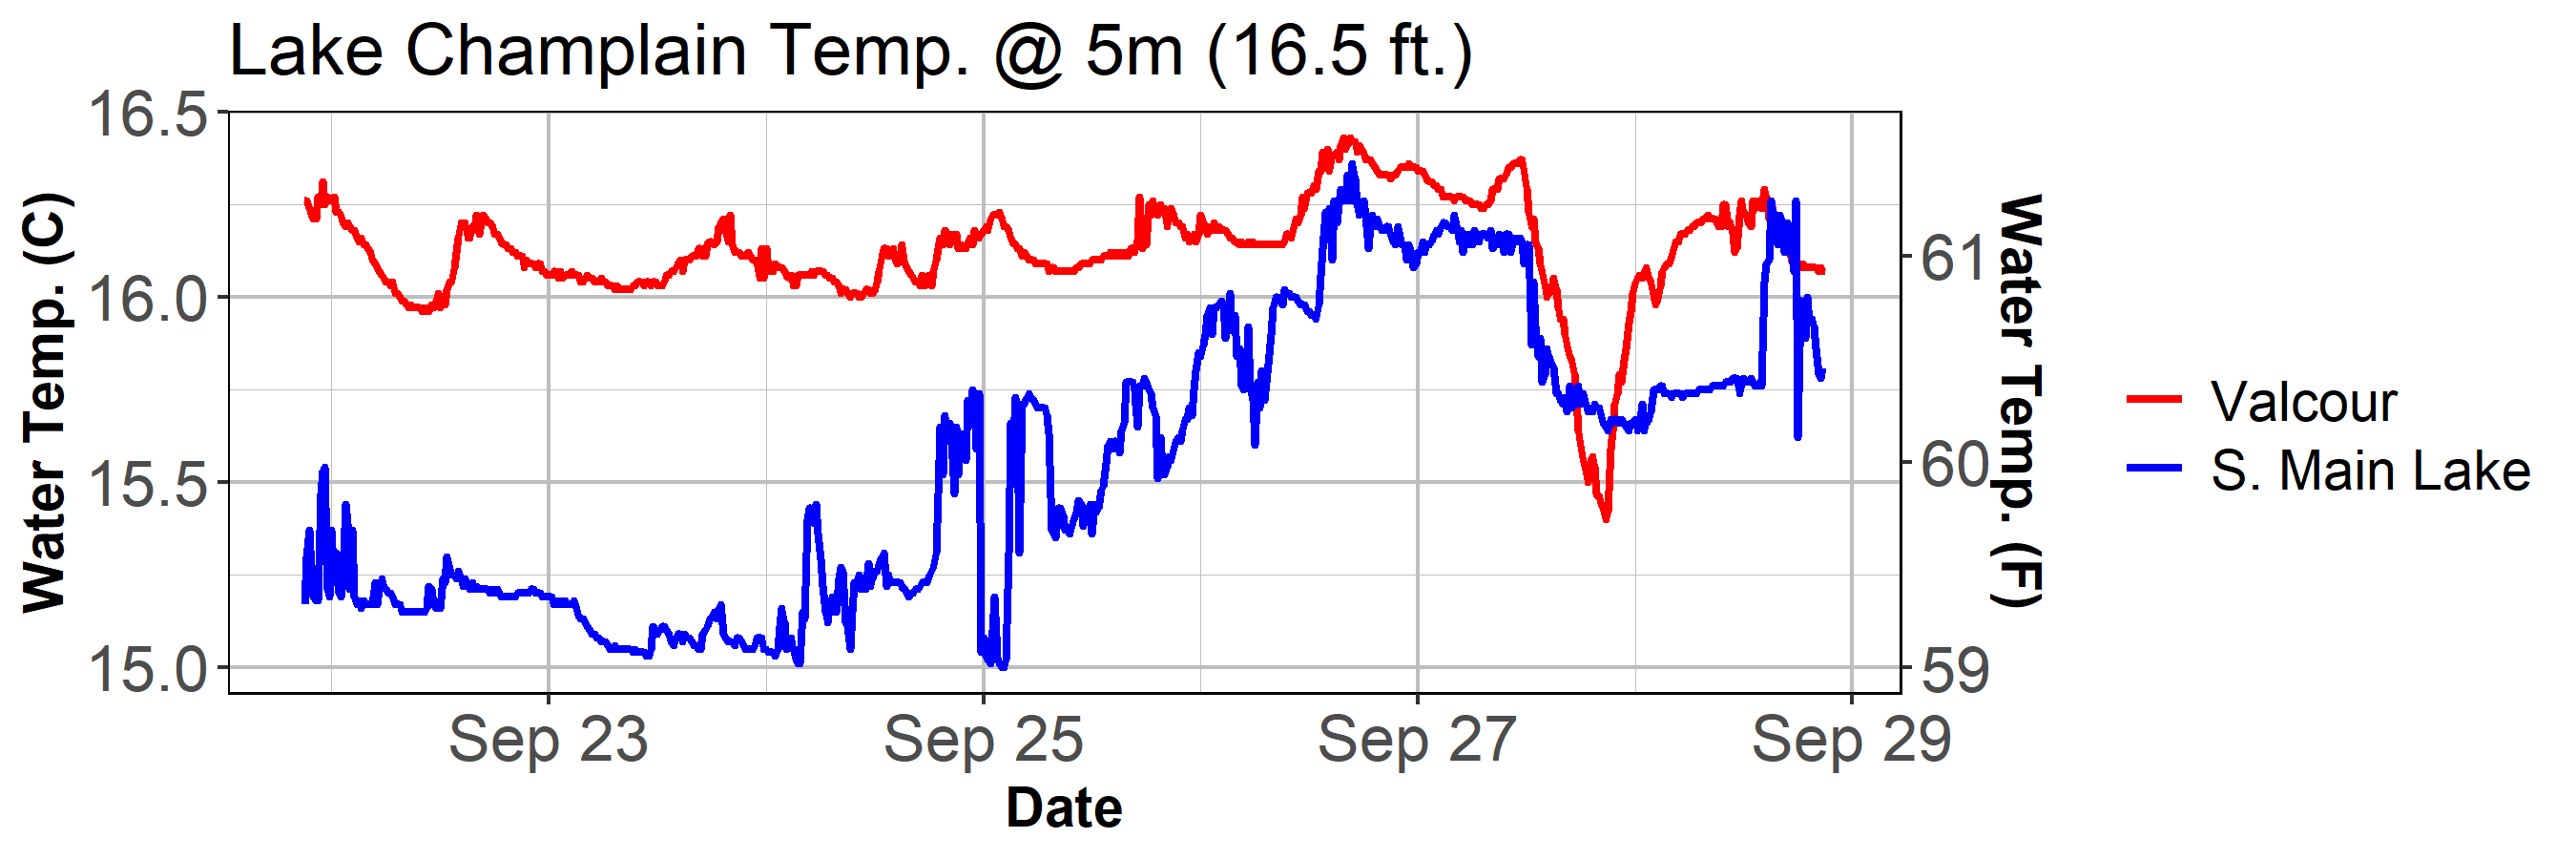 Lake Champlain Temp. @ 5m (16.5 ft.)
16.5
16.0
15.5
15.0
Water Temp. (C)
61
60
59
Water Temp. (F)
Sep 23 Sep 25 Sep 27 Sep 29
Date
Valcour
S. Main Lake